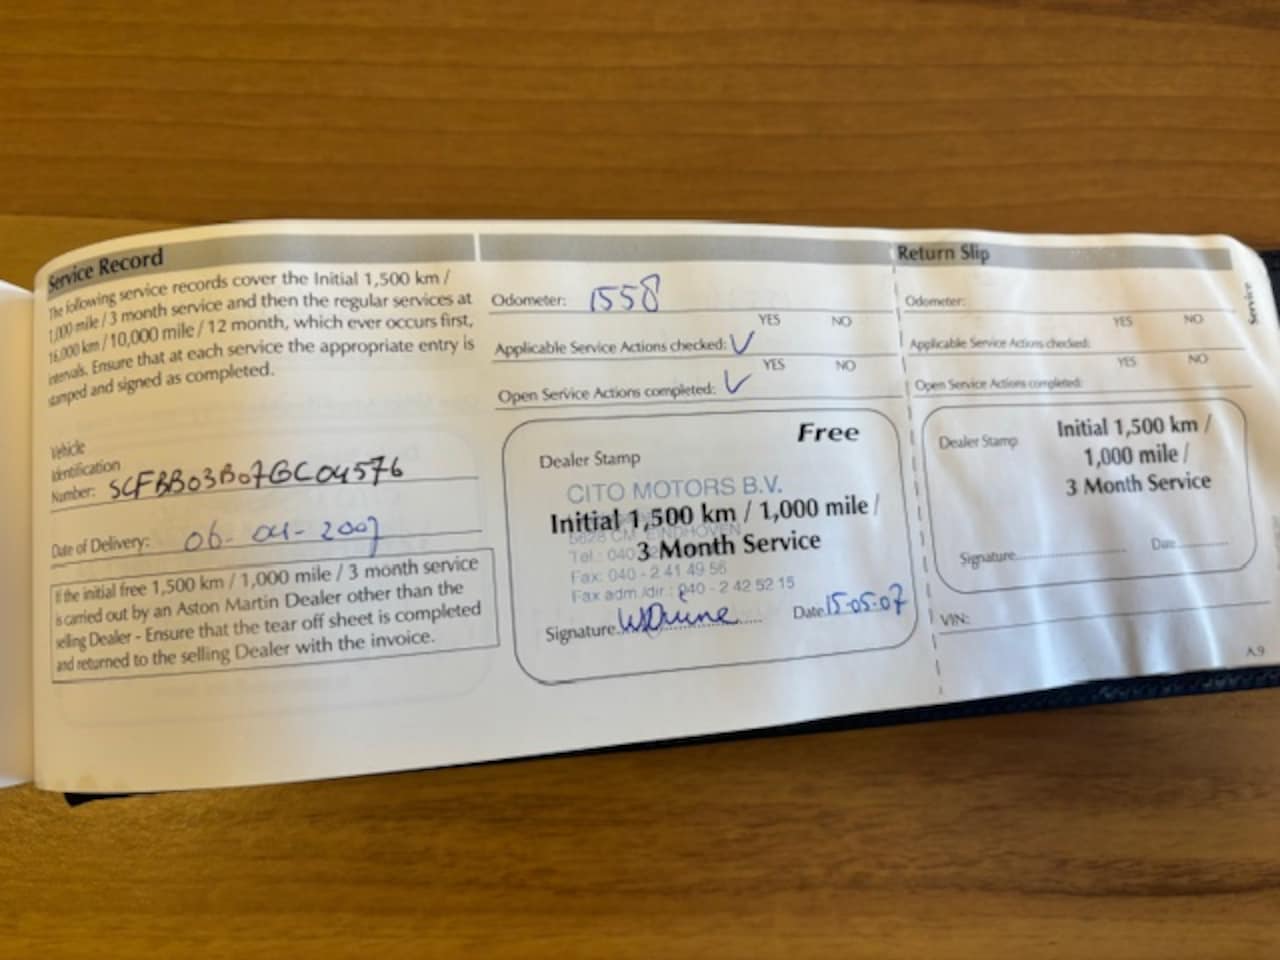 Service Record
The following service records cover the Initial 1,500 km /
1,000 mile / 3 month service and then the regular services at
16,000 km / 10,000 mile / 12 month, which ever occurs first,
intervals. Ensure that at each service the appropriate entry is
stamped and signed as completed.
Vehicle
Identification
Number: SCFBB03B07GC04576
Date of Delivery: 06-04-2007
If the initial free 1,500 km / 1,000 mile / 3 month service
is carried out by an Aston Martin Dealer other than the
selling Dealer - Ensure that the tear off sheet is completed
and returned to the selling Dealer with the invoice.
Odometer: 1558
YES NO
Applicable Service Actions checked: ✓
YES NO
Open Service Actions completed: ✓
Free
Dealer Stamp
CITO MOTORS B.V.
Initial 1,500 km / 1,000 mile /
5628 CM EINDHOVEN
Tel.: 040
3 Month Service
Fax: 040 - 2 41 49 56
Fax adm./dir.: 040 - 2 42 52 15
Signature Date 15-05-07
Return Slip
Odometer:
YES NO
Applicable Service Actions checked:
YES NO
Open Service Actions completed:
Dealer Stamp
Initial 1,500 km /
1,000 mile /
3 Month Service
Signature Date
VIN:
Service
A.9